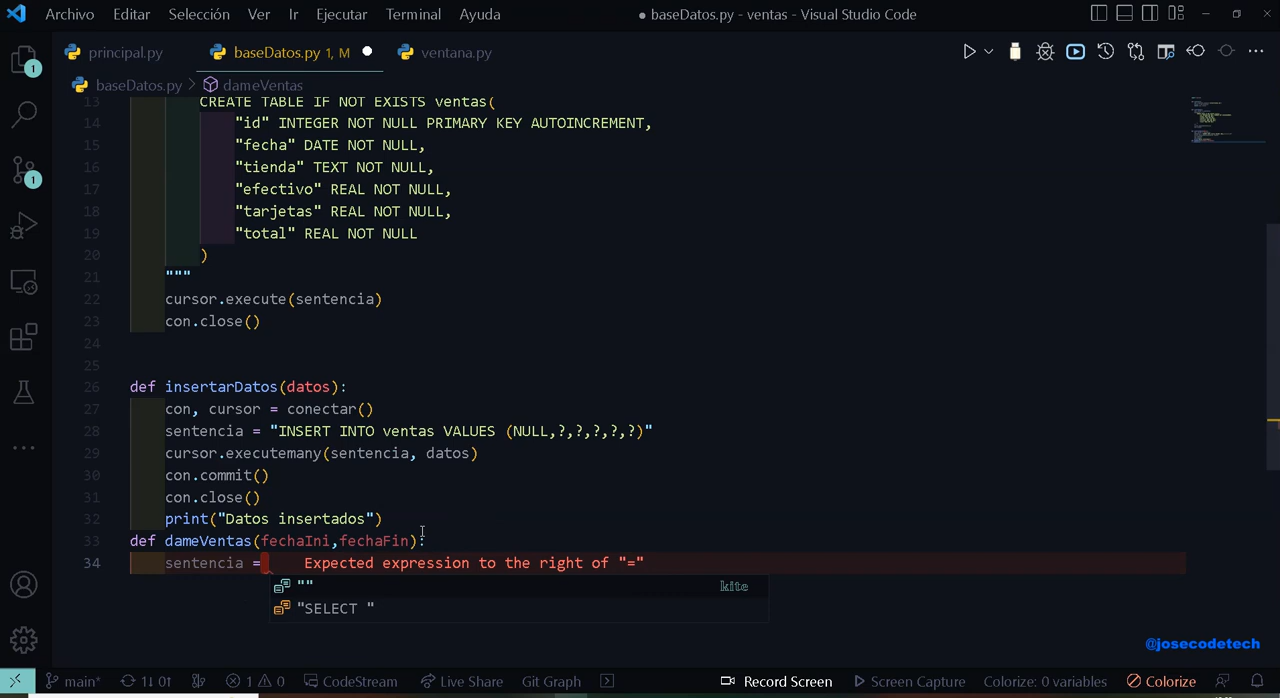 Archivo Editar Selección Ver Ir Ejecutar Terminal Ayuda ● baseDatos.py - ventas - Visual Studio Code
principal.py baseDatos.py 1, M ventana.py
baseDatos.py > dameVentas
13 CREATE TABLE IF NOT EXISTS ventas(
14 "id" INTEGER NOT NULL PRIMARY KEY AUTOINCREMENT,
15 "fecha" DATE NOT NULL,
16 "tienda" TEXT NOT NULL,
17 "efectivo" REAL NOT NULL,
18 "tarjetas" REAL NOT NULL,
19 "total" REAL NOT NULL
20 )
21 """
22 cursor.execute(sentencia)
23 con.close()
24
25
26 def insertarDatos(datos):
27 con, cursor = conectar()
28 sentencia = "INSERT INTO ventas VALUES (NULL,?,?,?,?,?)"
29 cursor.executemany(sentencia, datos)
30 con.commit()
31 con.close()
32 print("Datos insertados")
33 def dameVentas(fechaIni,fechaFin):
34 sentencia = Expected expression to the right of "="
"" kite
"SELECT "
@josecodetech
main* 1↓ 0↑ 1 0 CodeStream Live Share Git Graph Record Screen Screen Capture Colorize: 0 variables Colorize
1
1